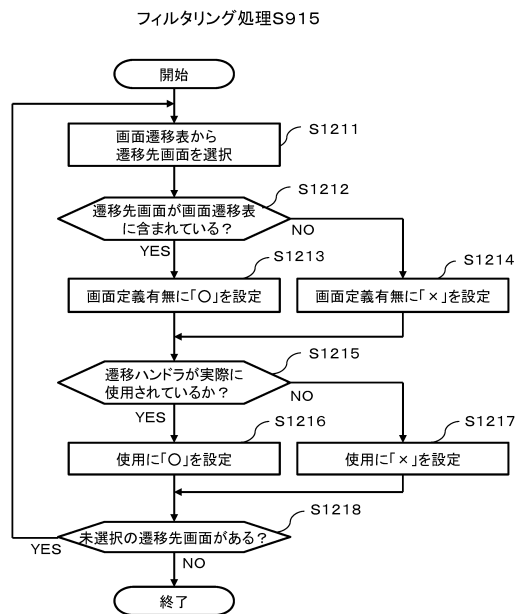 フィルタリング処理S915
開始
S1211
画面遷移表から
遷移先画面を選択
S1212
遷移先画面が画面遷移表
に含まれている？
NO
YES
S1213
画面定義有無に「○」を設定
S1214
画面定義有無に「×」を設定
S1215
遷移ハンドラが実際に
使用されているか？
NO
YES
S1216
使用に「○」を設定
S1217
使用に「×」を設定
S1218
未選択の遷移先画面がある？
YES
NO
終了